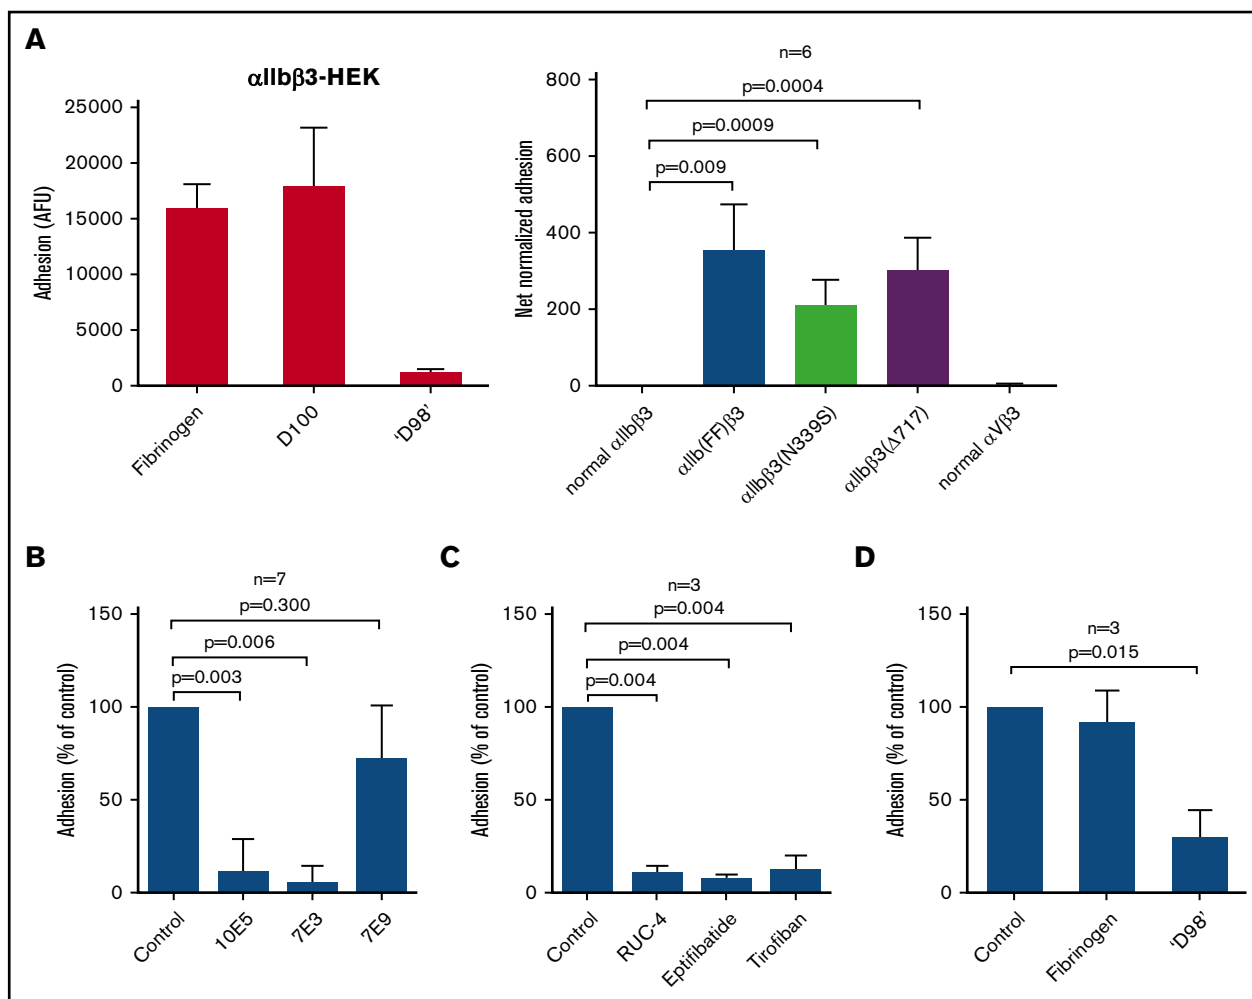 A
αIIbβ3-HEK
Adhesion (AFU)
25000
20000
15000
10000
5000
0
Fibrinogen
D100
‘D98’
n=6
Net normalized adhesion
800
600
400
200
0
p=0.0004
p=0.0009
p=0.009
normal αIIbβ3
αIIb(FF)β3
αIIbβ3(N339S)
αIIbβ3(Δ717)
normal αVβ3
B
n=7
Adhesion (% of control)
150
100
50
0
p=0.300
p=0.006
p=0.003
Control
10E5
7E3
7E9
C
n=3
Adhesion (% of control)
150
100
50
0
p=0.004
p=0.004
p=0.004
Control
RUC-4
Eptifibatide
Tirofiban
D
n=3
Adhesion (% of control)
150
100
50
0
p=0.015
Control
Fibrinogen
‘D98’